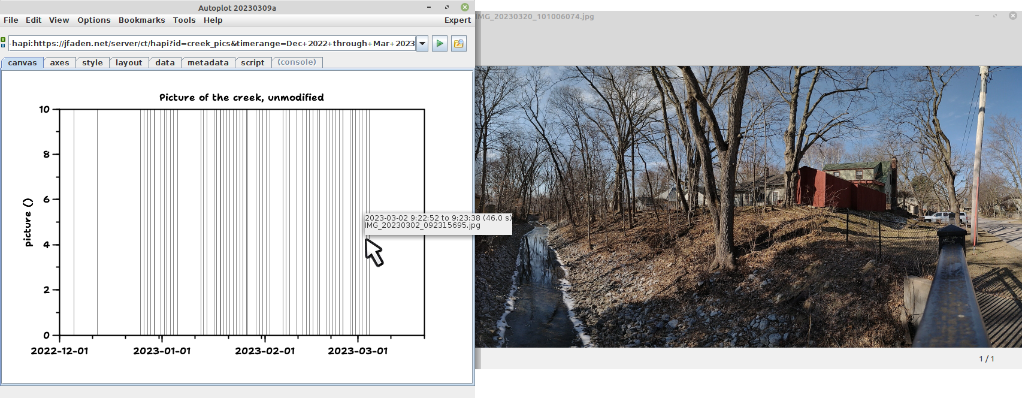 Autoplot 20230309a
File Edit View Options Bookmarks Tools Help Expert
hapi:https://jfaden.net/server/ct/hapi?id=creek_pics&timerange=Dec+2022+through+Mar+2023
canvas axes style layout data metadata script (console)
Picture of the creek, unmodified
10
8
6
4
2
0
picture ()
2022-12-01 2023-01-01 2023-02-01 2023-03-01
2023-03-02 9:22:52 to 9:23:38 (46.0 s)
IMG_20230302_092315695.jpg
IMG_20230320_101006074.jpg
1 / 1